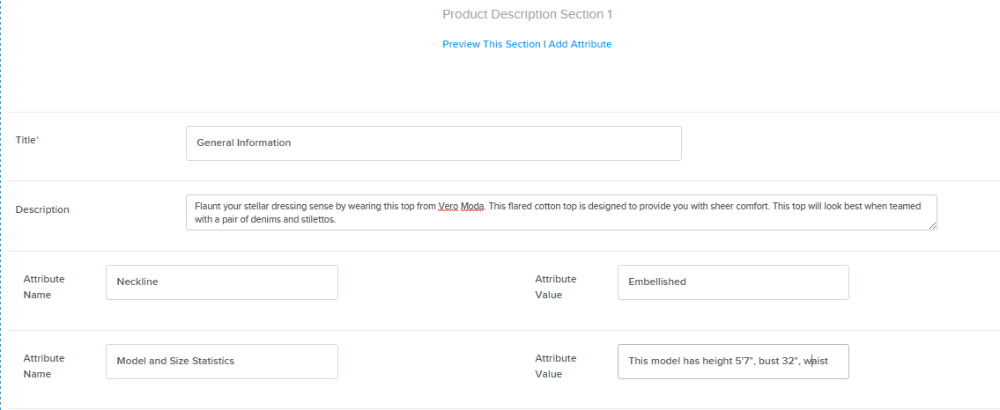 Product Description Section 1
Preview This Section | Add Attribute
Title*
General Information
Description
Flaunt your stellar dressing sense by wearing this top from Vero Moda. This flared cotton top is designed to provide you with sheer comfort. This top will look best when teamed
with a pair of denims and stilettos.
Attribute
Name
Neckline
Attribute
Value
Embellished
Attribute
Name
Model and Size Statistics
Attribute
Value
This model has height 5'7", bust 32", waist